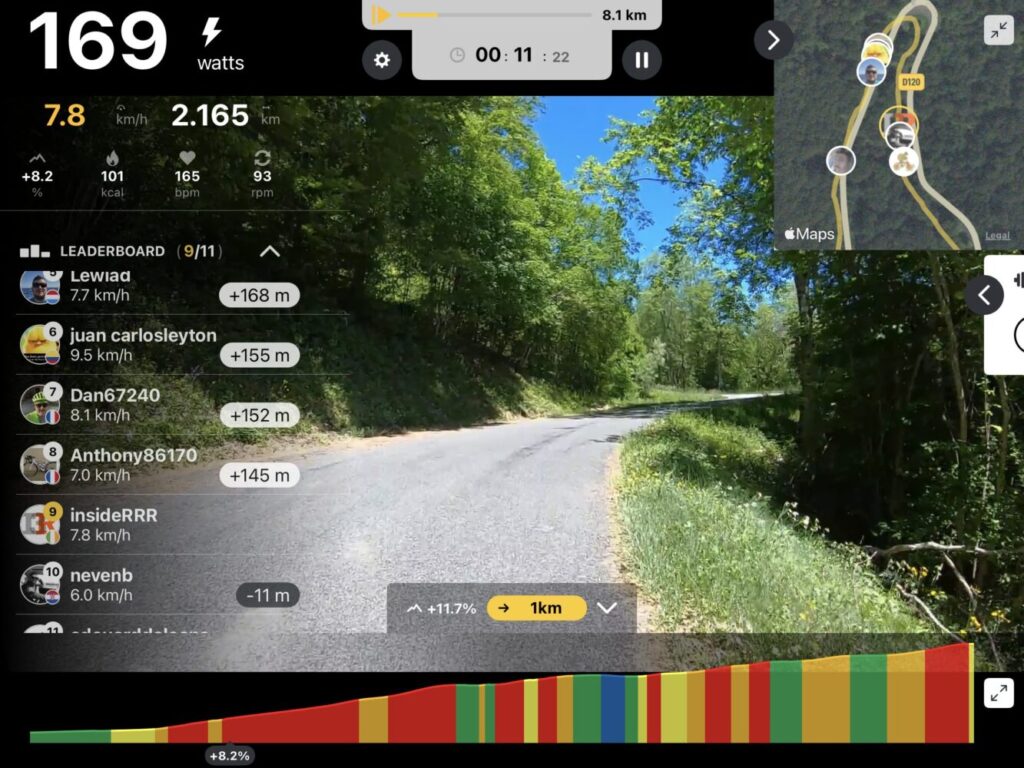 169
watts
8.1 km
00: 11 : 22
7.8 km/h 2.165 km
+8.2 101 165 93
% kcal bpm rpm
LEADERBOARD (9/11)
5 Lewiad
7.7 km/h +168 m
6 juan carlosleyton
9.5 km/h +155 m
7 Dan67240
8.1 km/h +152 m
8 Anthony86170
7.0 km/h +145 m
9 insideRRR
7.8 km/h
10 nevenb
6.0 km/h -11 m
11
D120
Maps
Legal
+11.7% → 1km
+8.2%